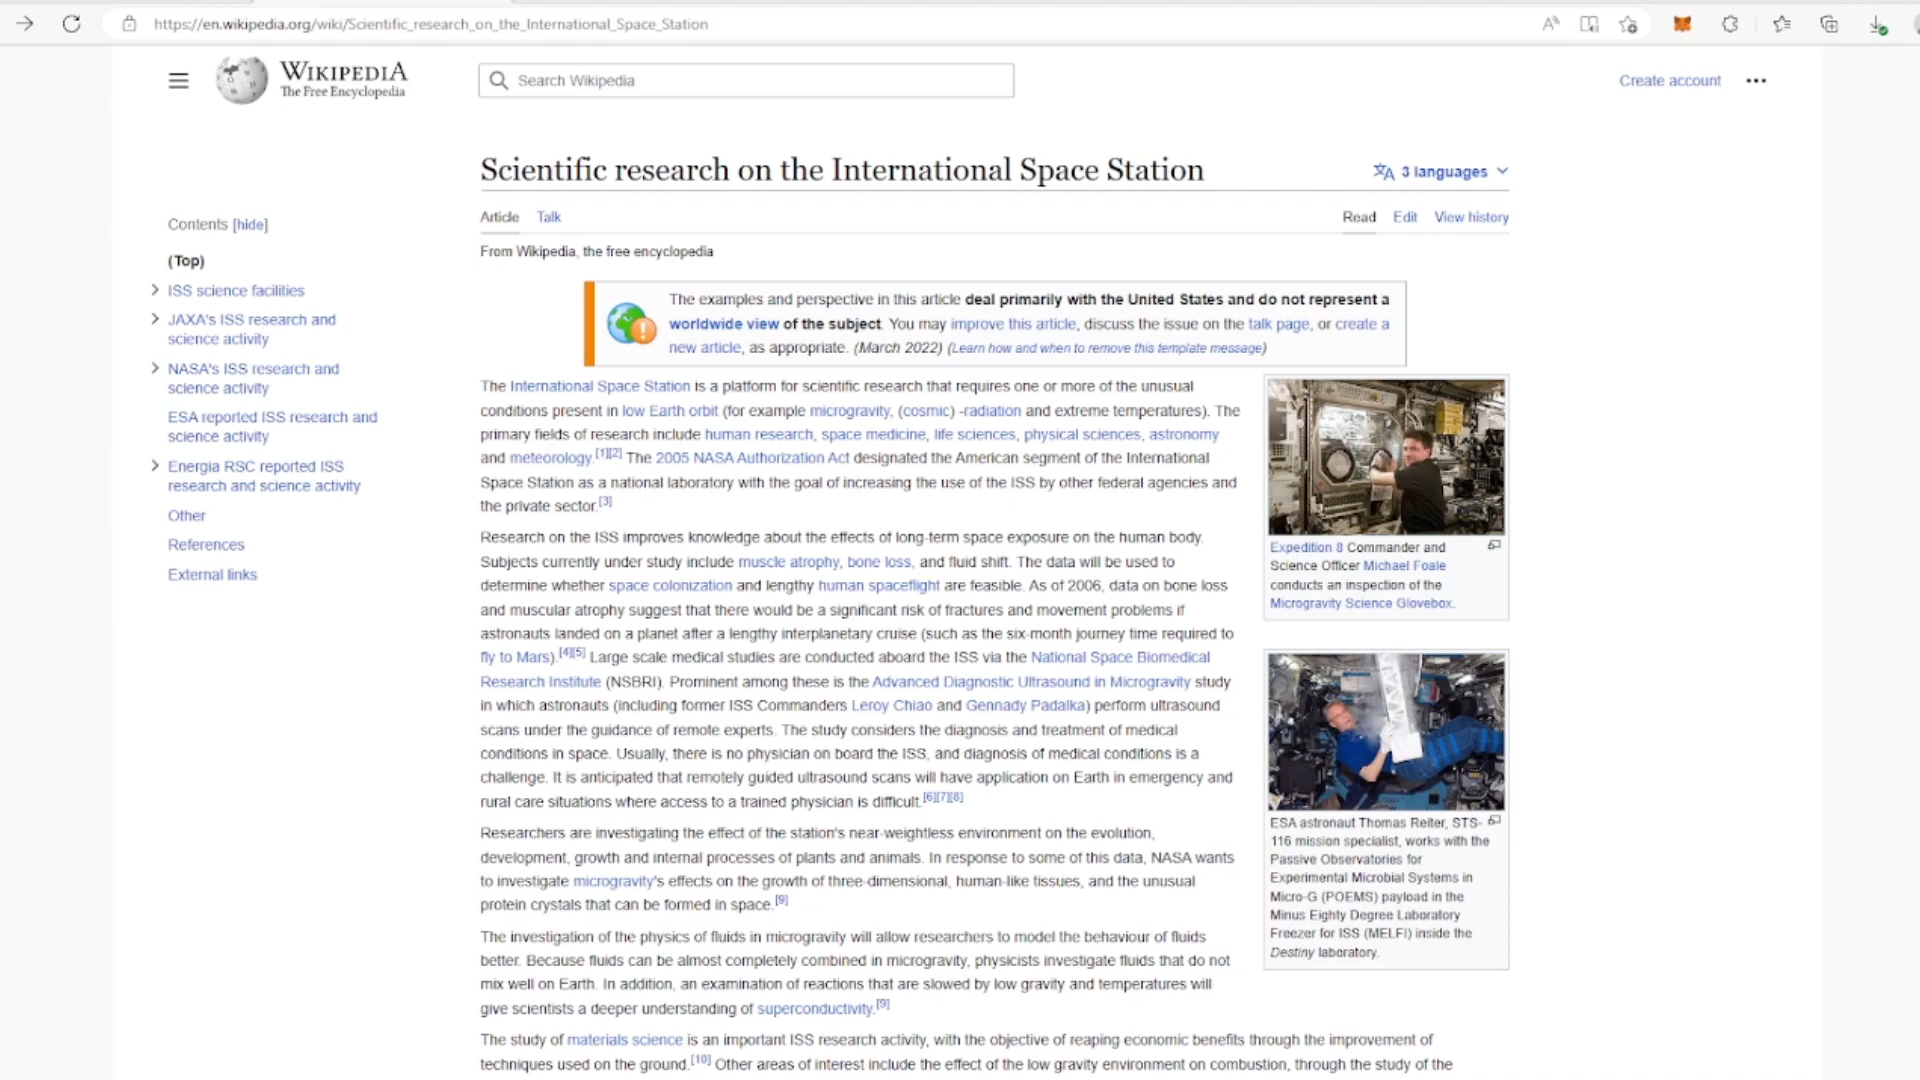 https://en.wikipedia.org/wiki/Scientific_research_on_the_International_Space_Station
WIKIPEDIA
The Free Encyclopedia
Search Wikipedia
Create account
Scientific research on the International Space Station
3 languages
Article Talk
Read Edit View history
From Wikipedia, the free encyclopedia
Contents [hide]
(Top)
ISS science facilities
JAXA's ISS research and
science activity
NASA's ISS research and
science activity
ESA reported ISS research and
science activity
Energia RSC reported ISS
research and science activity
Other
References
External links
The examples and perspective in this article deal primarily with the United States and do not represent a
worldwide view of the subject. You may improve this article, discuss the issue on the talk page, or create a
new article, as appropriate. (March 2022) (Learn how and when to remove this template message)
The International Space Station is a platform for scientific research that requires one or more of the unusual
conditions present in low Earth orbit (for example microgravity, (cosmic) -radiation and extreme temperatures). The
primary fields of research include human research, space medicine, life sciences, physical sciences, astronomy
and meteorology.[1][2] The 2005 NASA Authorization Act designated the American segment of the International
Space Station as a national laboratory with the goal of increasing the use of the ISS by other federal agencies and
the private sector.[3]
Research on the ISS improves knowledge about the effects of long-term space exposure on the human body.
Subjects currently under study include muscle atrophy, bone loss, and fluid shift. The data will be used to
determine whether space colonization and lengthy human spaceflight are feasible. As of 2006, data on bone loss
and muscular atrophy suggest that there would be a significant risk of fractures and movement problems if
astronauts landed on a planet after a lengthy interplanetary cruise (such as the six-month journey time required to
fly to Mars).[4][5] Large scale medical studies are conducted aboard the ISS via the National Space Biomedical
Research Institute (NSBRI). Prominent among these is the Advanced Diagnostic Ultrasound in Microgravity study
in which astronauts (including former ISS Commanders Leroy Chiao and Gennady Padalka) perform ultrasound
scans under the guidance of remote experts. The study considers the diagnosis and treatment of medical
conditions in space. Usually, there is no physician on board the ISS, and diagnosis of medical conditions is a
challenge. It is anticipated that remotely guided ultrasound scans will have application on Earth in emergency and
rural care situations where access to a trained physician is difficult.[6][7][8]
Researchers are investigating the effect of the station's near-weightless environment on the evolution,
development, growth and internal processes of plants and animals. In response to some of this data, NASA wants
to investigate microgravity's effects on the growth of three-dimensional, human-like tissues, and the unusual
protein crystals that can be formed in space.[9]
The investigation of the physics of fluids in microgravity will allow researchers to model the behaviour of fluids
better. Because fluids can be almost completely combined in microgravity, physicists investigate fluids that do not
mix well on Earth. In addition, an examination of reactions that are slowed by low gravity and temperatures will
give scientists a deeper understanding of superconductivity.[9]
The study of materials science is an important ISS research activity, with the objective of reaping economic benefits through the improvement of
techniques used on the ground.[10] Other areas of interest include the effect of the low gravity environment on combustion, through the study of the
Expedition 8 Commander and
Science Officer Michael Foale
conducts an inspection of the
Microgravity Science Glovebox.
ESA astronaut Thomas Reiter, STS-
116 mission specialist, works with the
Passive Observatories for
Experimental Microbial Systems in
Micro-G (POEMS) payload in the
Minus Eighty Degree Laboratory
Freezer for ISS (MELFI) inside the
Destiny laboratory.